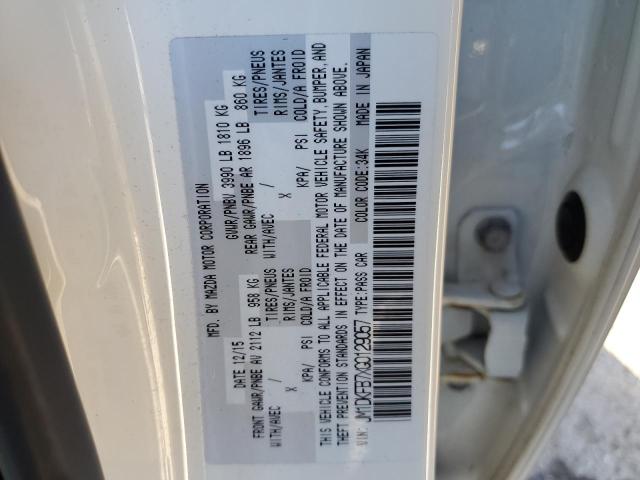 MFD. BY MAZDA MOTOR CORPORATION
DATE 12/15 GVWR/PNBV 3990 LB 1810 KG
FRONT GAWR/PNBE AV 2112 LB 958 KG REAR GAWR/PNBE AR 1896 LB 860 KG
WITH/AVEC / TIRES/PNEUS WITH/AVEC / TIRES/PNEUS
X RIMS/JANTES X RIMS/JANTES
KPA/ PSI COLD/A FROID KPA/ PSI COLD/A FROID
THIS VEHICLE CONFORMS TO ALL APPLICABLE FEDERAL MOTOR VEHICLE SAFETY, BUMPER, AND
THEFT PREVENTION STANDARDS IN EFFECT ON THE DATE OF MANUFACTURE SHOWN ABOVE.
VIN: JM1DKFB7XG0129057 TYPE:PASS CAR COLOR CODE:34K MADE IN JAPAN